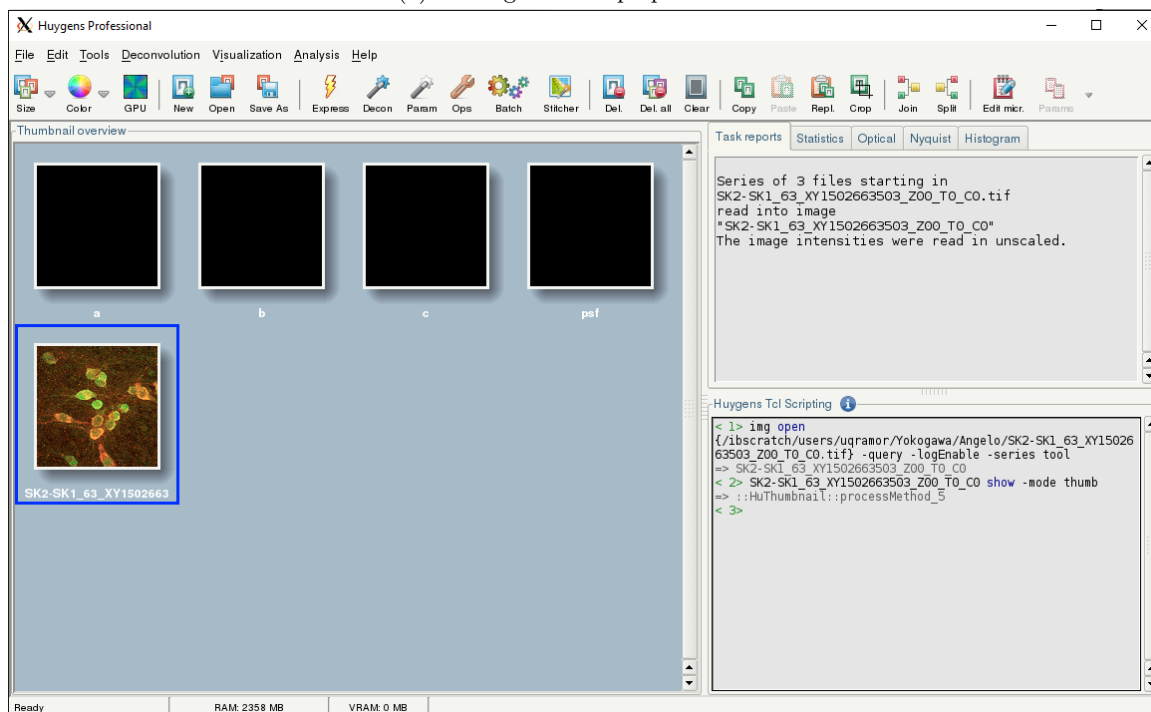 Huygens Professional
File Edit Tools Deconvolution Visualization Analysis Help
Size Color GPU New Open Save As Express Decon Param Ops Batch Stitcher Del. Del. all Clear Copy Paste Repl. Crop Join Split Edit micr. Params
Thumbnail overview
Task reports Statistics Optical Nyquist Histogram
Series of 3 files starting in
SK2-SK1_63_XY1502663503_Z00_T0_C0.tif
read into image
"SK2-SK1_63_XY1502663503_Z00_T0_C0"
The image intensities were read in unscaled.
a b c psf
SK2-SK1_63_XY1502663
Huygens Tcl Scripting
< 1> img open
{/ibscratch/users/uqramor/Yokogawa/Angelo/SK2-SK1_63_XY15026
63503_Z00_T0_C0.tif} -query -logEnable -series tool
=> SK2-SK1_63_XY1502663503_Z00_T0_C0
< 2> SK2-SK1_63_XY1502663503_Z00_T0_C0 show -mode thumb
=> ::HuThumbnail::processMethod_5
< 3>
Ready RAM: 2358 MB VRAM: 0 MB